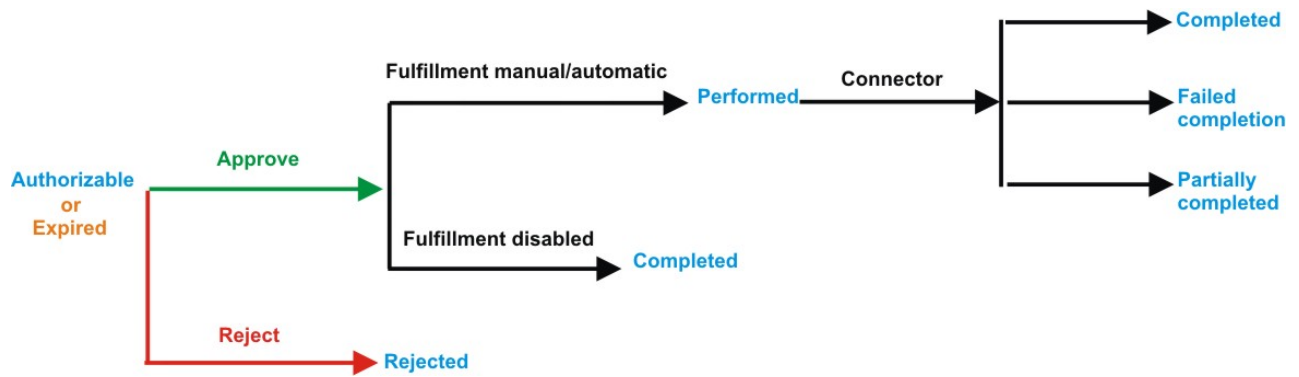 Completed
Fulfillment manual/automatic
Performed
Connector
Failed
completion
Approve
Authorizable
or
Expired
Partially
completed
Fulfillment disabled
Completed
Reject
Rejected